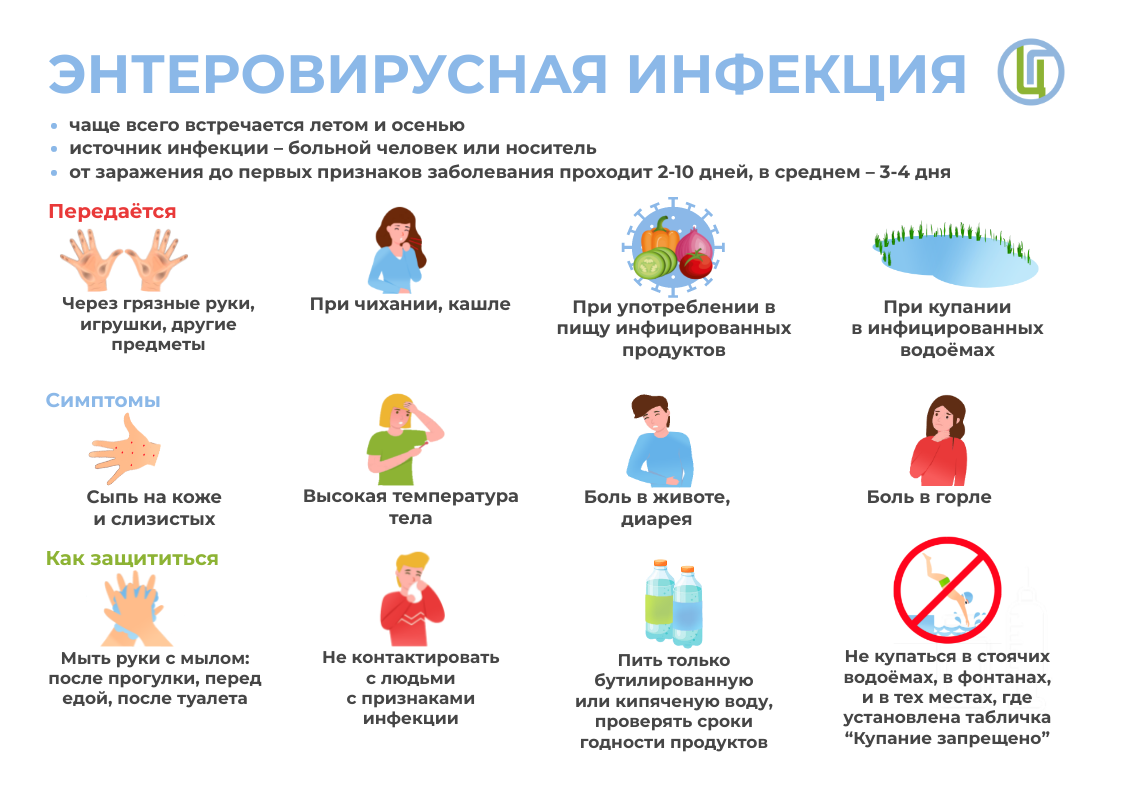 ЭНТЕРОВИРУСНАЯ ИНФЕКЦИЯ
чаще всего встречается летом и осенью
источник инфекции – больной человек или носитель
от заражения до первых признаков заболевания проходит 2-10 дней, в среднем – 3-4 дня
Передаётся
Через грязные руки,
игрушки, другие
предметы
При чихании, кашле
При употреблении в
пищу инфицированных
продуктов
При купании
в инфицированных
водоёмах
Симптомы
Сыпь на коже
и слизистых
Высокая температура
тела
Боль в животе,
диарея
Боль в горле
Как защититься
Мыть руки с мылом:
после прогулки, перед
едой, после туалета
Не контактировать
с людьми
с признаками
инфекции
Пить только
бутилированную
или кипяченую воду,
проверять сроки
годности продуктов
Не купаться в стоячих
водоёмах, в фонтанах,
и в тех местах, где
установлена табличка
“Купание запрещено”